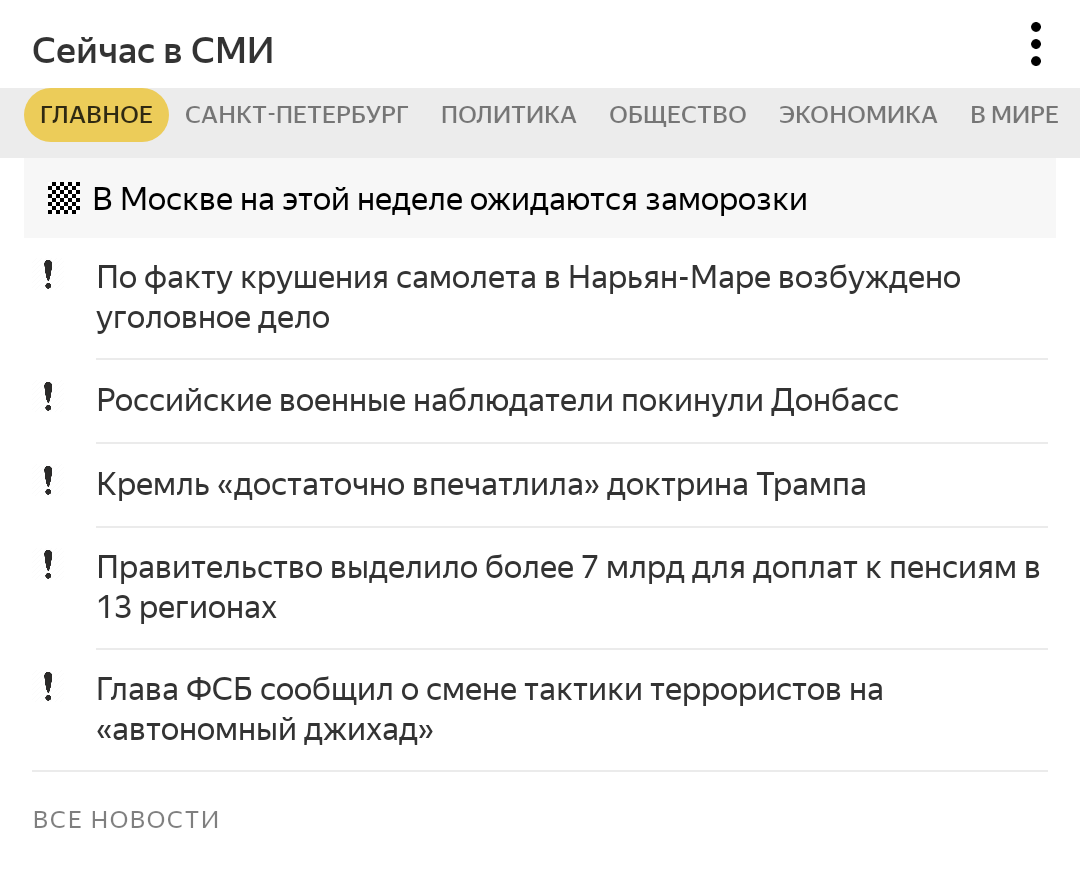 Сейчас в СМИ
ГЛАВНОЕ САНКТ-ПЕТЕРБУРГ ПОЛИТИКА ОБЩЕСТВО ЭКОНОМИКА В МИРЕ
В Москве на этой неделе ожидаются заморозки
По факту крушения самолета в Нарьян-Маре возбуждено
уголовное дело
Российские военные наблюдатели покинули Донбасс
Кремль «достаточно впечатлила» доктрина Трампа
Правительство выделило более 7 млрд для доплат к пенсиям в
13 регионах
Глава ФСБ сообщил о смене тактики террористов на
«автономный джихад»
ВСЕ НОВОСТИ